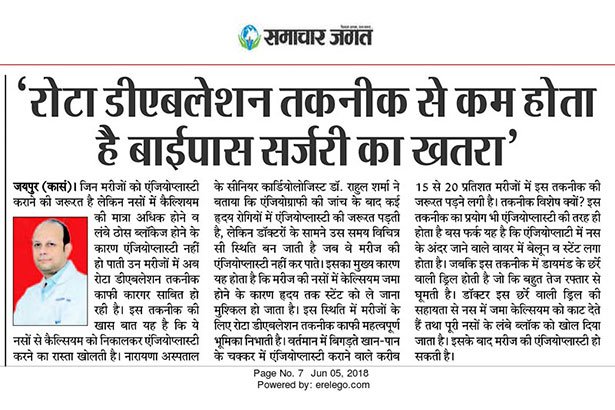 समाचार जगत
‘रोटा डीएबलेशन तकनीक से कम होता
है बाईपास सर्जरी का खतरा’
जयपुर (कासं)। जिन मरीजों को एंजियोप्लास्टी
कराने की जरूरत है लेकिन नसों में कैल्शियम
की मात्रा अधिक होने व
लंबे ठोस ब्लॉकेज होने के
कारण एंजियोप्लास्टी नहीं
हो पाती उन मरीजों में अब
रोटा डीएबलेशन तकनीक
काफी कारगर साबित हो
रही है। इस तकनीक की
खास बात यह है कि ये
नसों से कैल्सियम को निकालकर एंजियोप्लास्टी
करने का रास्ता खोलती है। नारायणा अस्पताल
के सीनियर कार्डियोलोजिस्ट डॉ. राहुल शर्मा ने
बताया कि एंजियोग्राफी की जांच के बाद कई
हृदय रोगियों में एंजियोप्लास्टी की जरूरत पड़ती
है, लेकिन डॉक्टरों के सामने उस समय विचित्र
सी स्थिति बन जाती है जब वे मरीज की
एंजियोप्लास्टी नहीं कर पाते। इसका मुख्य कारण
यह होता है कि मरीज की नसों में केल्सियम जमा
होने के कारण हृदय तक स्टेंट को ले जाना
मुश्किल हो जाता है। इस स्थिति में मरीजों के
लिए रोटा डीएबलेशन तकनीक काफी महत्वपूर्ण
भूमिका निभाती है। वर्तमान में बिगड़ते खान-पान
के चक्कर में एंजियोप्लास्टी कराने वाले करीब
15 से 20 प्रतिशत मरीजों में इस तकनीक की
जरूरत पड़ने लगी है। तकनीक विशेष क्यों? इस
तकनीक का प्रयोग भी एंजियोप्लास्टी की तरह ही
होता है बस फर्क यह है कि एंजियोप्लाटी में नस
के अंदर जाने वाले वायर में बेलून व स्टेंट लगा
होता है। जबकि इस तकनीक में डायमंड के छर्रे
वाली ड्रिल होती है जो कि बहुत तेज रफ्तार से
घूमती है। डॉक्टर इस छर्रे वाली ड्रिल की
सहायता से नस में जमा केल्सियम को काट देते
हैं तथा पूरी नसों के लंबे ब्लॉक को खोल दिया
जाता है। इसके बाद मरीज की एंजियोप्लास्टी हो
सकती है।
Page No. 7 Jun 05, 2018
Powered by: erelego.com